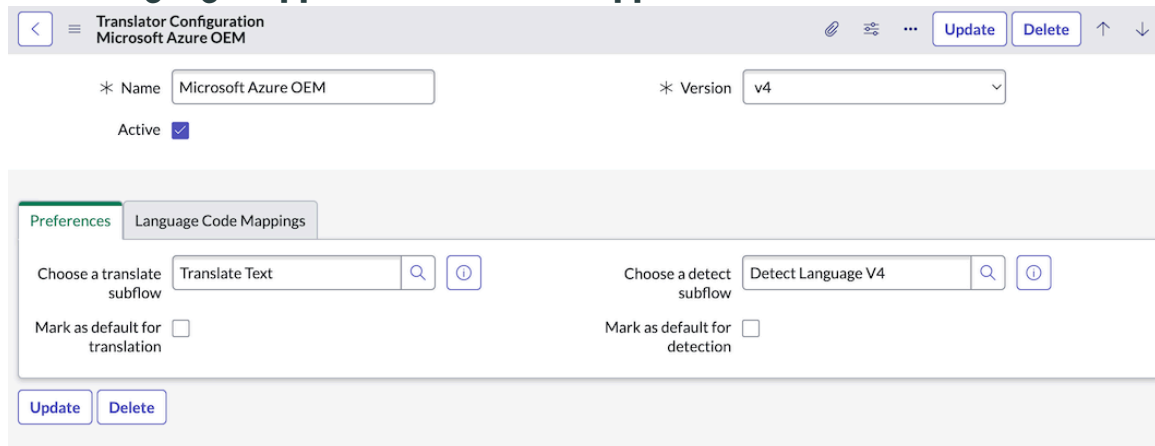 Translator Configuration
Microsoft Azure OEM
Update
Delete
Name
Microsoft Azure OEM
Version
v4
Active
Preferences
Language Code Mappings
Choose a translate
subflow
Translate Text
Choose a detect
subflow
Detect Language V4
Mark as default for
translation
Mark as default for
detection
Update
Delete